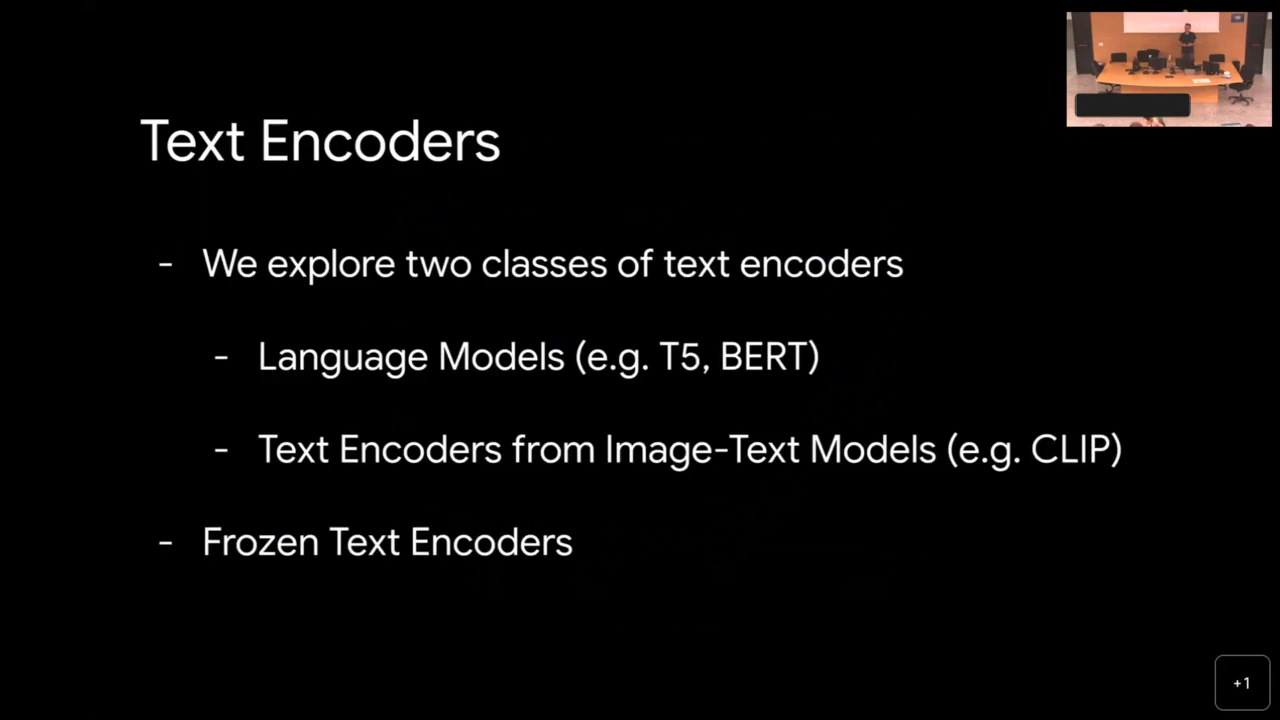 Text Encoders
- We explore two classes of text encoders
- Language Models (e.g. T5, BERT)
- Text Encoders from Image-Text Models (e.g. CLIP)
- Frozen Text Encoders
+1